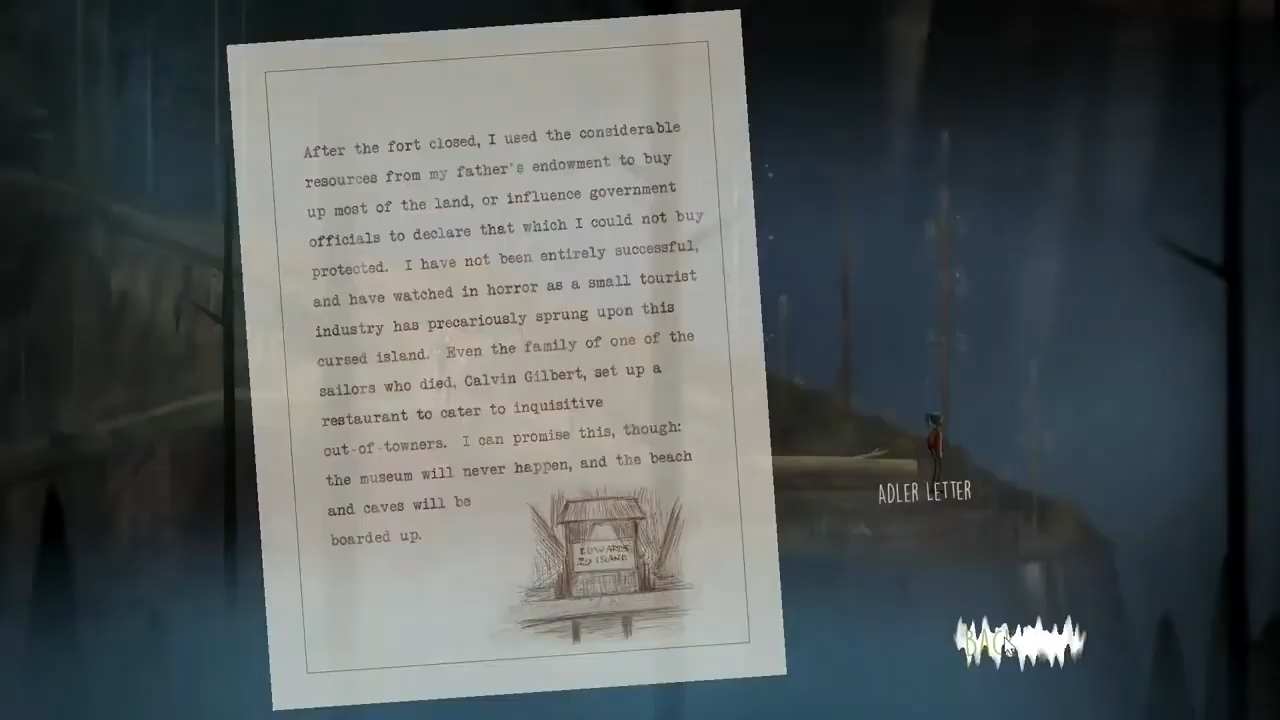 After the fort closed, I used the considerable
resources from my father's endowment to buy
up most of the land, or influence government
officials to declare that which I could not buy
protected. I have not been entirely successful,
and have watched in horror as a small tourist
industry has precariously sprung upon this
cursed island. Even the family of one of the
sailors who died, Calvin Gilbert, set up a
restaurant to cater to inquisitive
out-of-towners. I can promise this, though:
the museum will never happen, and the beach
and caves will be
boarded up.
EDWARDS
ISLAND
ADLER LETTER
BACK